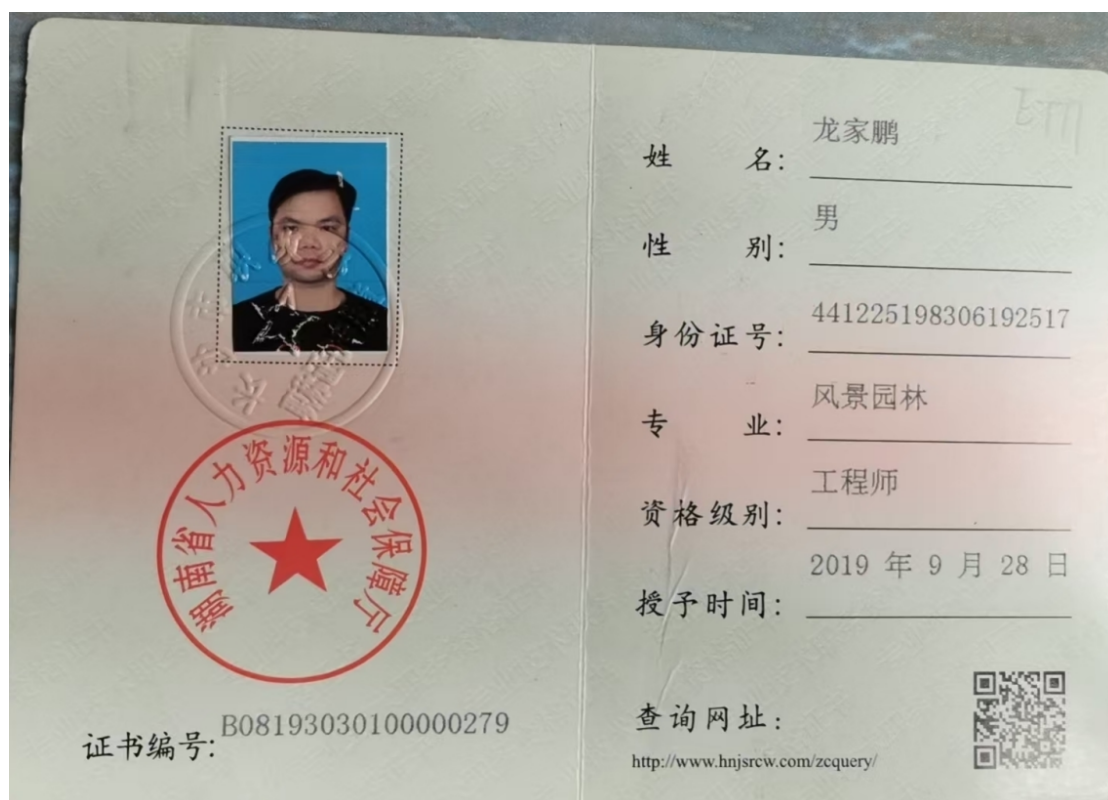 湖南省人力资源和社会保障厅
证书编号: B08193030100000279
姓 名: 龙家鹏
性 别: 男
身份证号: 441225198306192517
专 业: 风景园林
资格级别: 工程师
授予时间: 2019 年 9 月 28 日
查询网址:
http://www.hnjsrcw.com/zcquery/